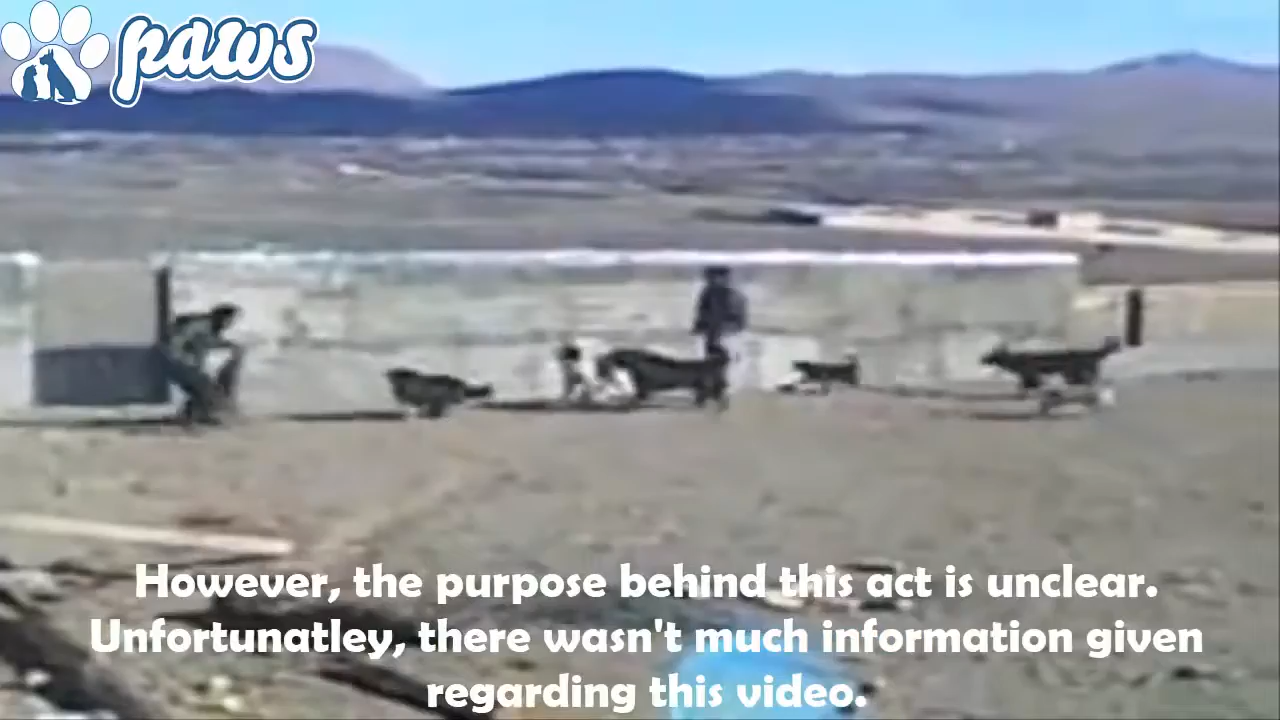 paws
However, the purpose behind this act is unclear.
Unfortunatley, there wasn't much information given
regarding this video.